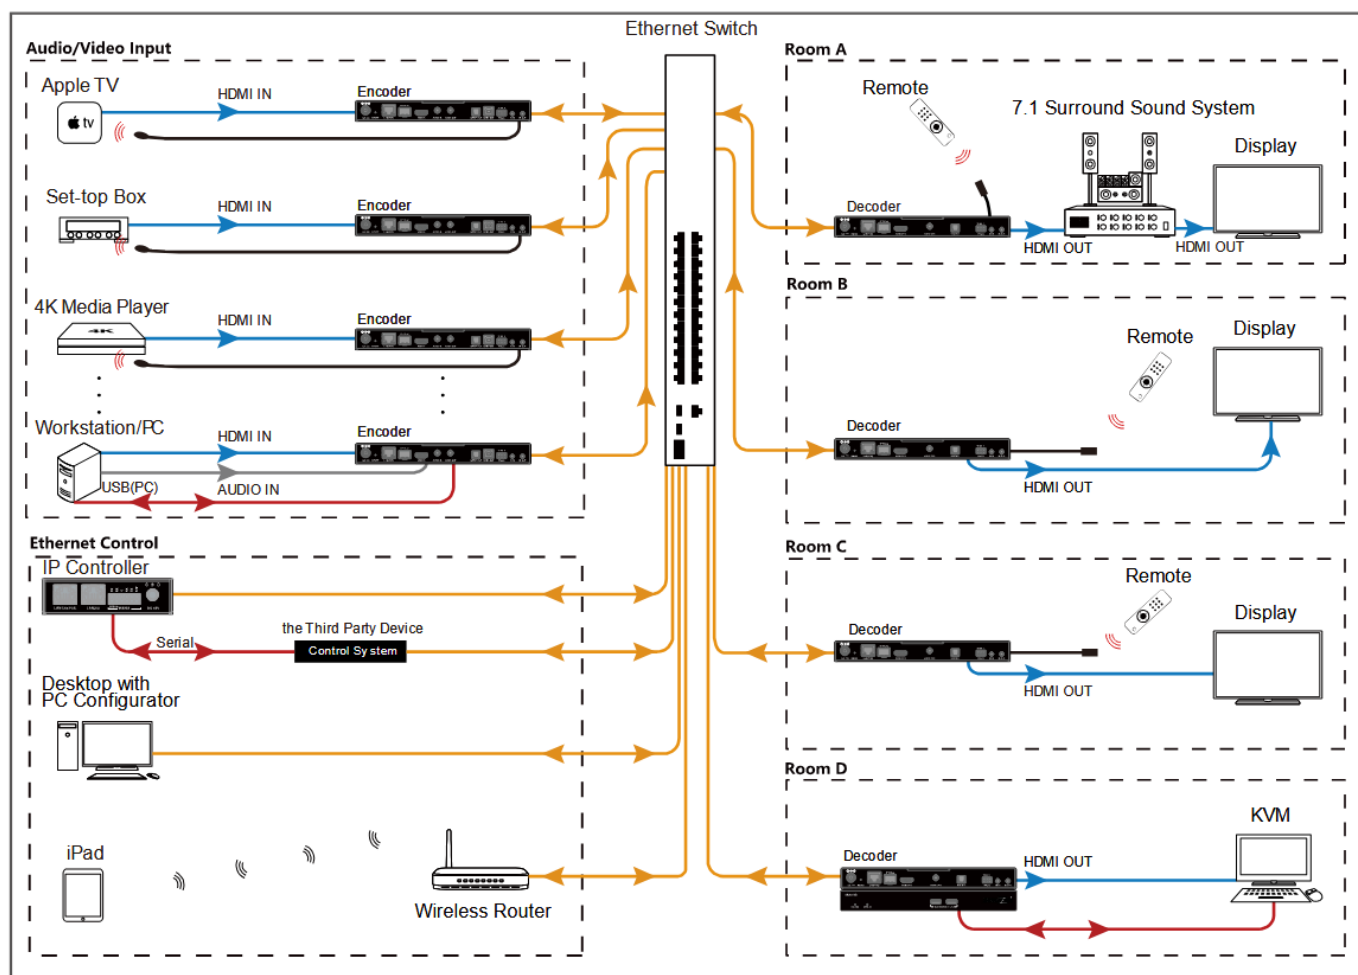 Ethernet Switch
Audio/Video Input
Apple TV
HDMI IN
Encoder
tv
Set-top Box
HDMI IN
Encoder
4K Media Player
4K
HDMI IN
Encoder
Workstation/PC
HDMI IN
Encoder
USB(PC)
AUDIO IN
Ethernet Control
IP Controller
Serial
the Third Party Device
Control System
Desktop with
PC Configurator
iPad
Wireless Router
Room A
Remote
7.1 Surround Sound System
Display
Decoder
HDMI OUT
HDMI OUT
Room B
Remote
Display
Decoder
HDMI OUT
Room C
Remote
Display
Decoder
HDMI OUT
Room D
KVM
Decoder
HDMI OUT